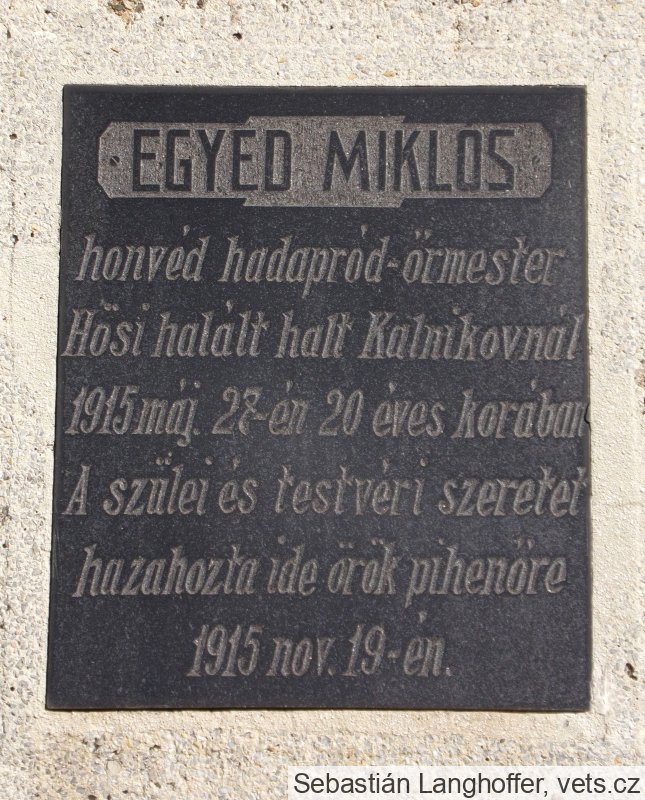 EGYED MIKLÓS
honvéd hadapród-őrmester
Hősi halált halt Kalnikovnál
1915 máj. 27-én 20 éves korában
A szülei és testvéri szeretet
hazahozta ide örök pihenőre
1915 nov. 19-én.
Sebastián Langhoffer, vets.cz